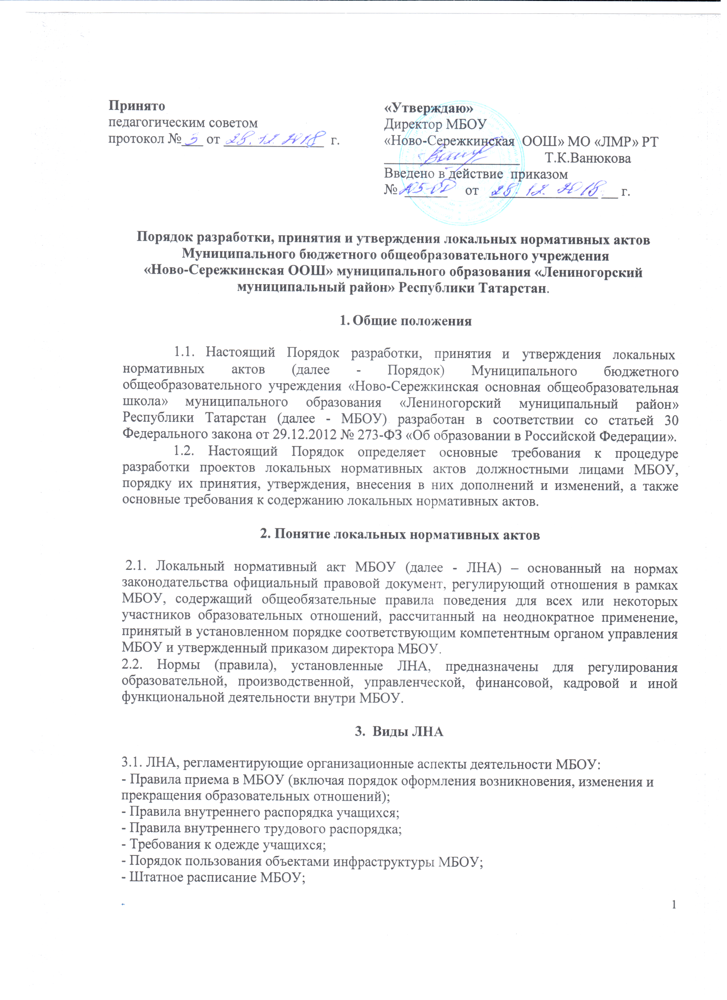 Принято
педагогическим советом
протокол № 3 от 28.12.2018 г.
«Утверждаю»
Директор МБОУ
«Ново-Сережкинская ООШ» МО «ЛМР» РТ
Т.К.Ванюкова
Введено в действие приказом
№ 105-ОД от 28.12.2018 г.
Порядок разработки, принятия и утверждения локальных нормативных актов
Муниципального бюджетного общеобразовательного учреждения
«Ново-Сережкинская ООШ» муниципального образования «Лениногорский
муниципальный район» Республики Татарстан.
1. Общие положения
1.1. Настоящий Порядок разработки, принятия и утверждения локальных
нормативных актов (далее - Порядок) Муниципального бюджетного
общеобразовательного учреждения «Ново-Сережкинская основная общеобразовательная
школа» муниципального образования «Лениногорский муниципальный район»
Республики Татарстан (далее - МБОУ) разработан в соответствии со статьей 30
Федерального закона от 29.12.2012 № 273-ФЗ «Об образовании в Российской Федерации».
1.2. Настоящий Порядок определяет основные требования к процедуре
разработки проектов локальных нормативных актов должностными лицами МБОУ,
порядку их принятия, утверждения, внесения в них дополнений и изменений, а также
основные требования к содержанию локальных нормативных актов.
2. Понятие локальных нормативных актов
2.1. Локальный нормативный акт МБОУ (далее - ЛНА) – основанный на нормах
законодательства официальный правовой документ, регулирующий отношения в рамках
МБОУ, содержащий общеобязательные правила поведения для всех или некоторых
участников образовательных отношений, рассчитанный на неоднократное применение,
принятый в установленном порядке соответствующим компетентным органом управления
МБОУ и утвержденный приказом директора МБОУ.
2.2. Нормы (правила), установленные ЛНА, предназначены для регулирования
образовательной, производственной, управленческой, финансовой, кадровой и иной
функциональной деятельности внутри МБОУ.
3. Виды ЛНА
3.1. ЛНА, регламентирующие организационные аспекты деятельности МБОУ:
- Правила приема в МБОУ (включая порядок оформления возникновения, изменения и
прекращения образовательных отношений);
- Правила внутреннего распорядка учащихся;
- Правила внутреннего трудового распорядка;
- Требования к одежде учащихся;
- Порядок пользования объектами инфраструктуры МБОУ;
- Штатное расписание МБОУ;
1